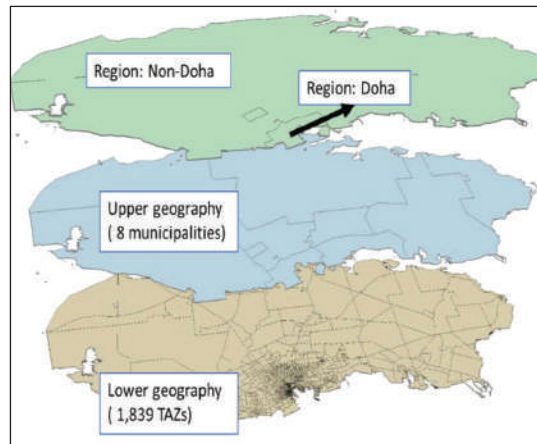 Region: Non-Doha
Region: Doha
Upper geography
( 8 municipalities)
Lower geography
( 1,839 TAZs)